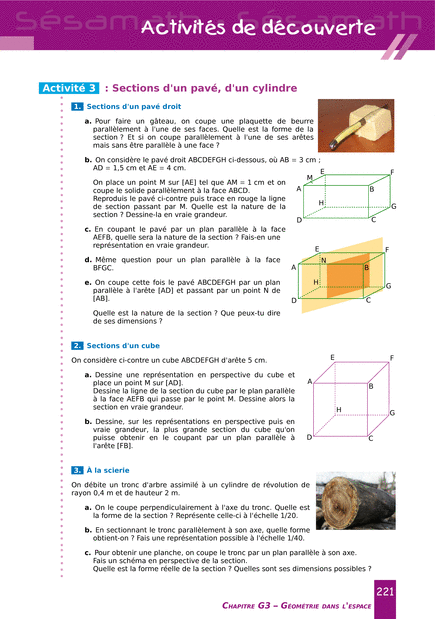 Sésamath Sésamath Sésamath
Activités de découverte
Activité 3 : Sections d'un pavé, d'un cylindre
1. Sections d'un pavé droit
a. Pour faire un gâteau, on coupe une plaquette de beurre
parallèlement à l'une de ses faces. Quelle est la forme de la
section ? Et si on coupe parallèlement à l'une de ses arêtes
mais sans être parallèle à une face ?
b. On considère le pavé droit ABCDEFGH ci-dessous, où AB = 3 cm ;
AD = 1,5 cm et AE = 4 cm.
On place un point M sur [AE] tel que AM = 1 cm et on
coupe le solide parallèlement à la face ABCD.
Reproduis le pavé ci-contre puis trace en rouge la ligne
de section passant par M. Quelle est la nature de la
section ? Dessine-la en vraie grandeur.
E F
M
A B
H G
D C
c. En coupant le pavé par un plan parallèle à la face
AEFB, quelle sera la nature de la section ? Fais-en une
représentation en vraie grandeur.
d. Même question pour un plan parallèle à la face
BFGC.
e. On coupe cette fois le pavé ABCDEFGH par un plan
parallèle à l'arête [AD] et passant par un point N de
[AB].
Quelle est la nature de la section ? Que peux-tu dire
de ses dimensions ?
E F
N
A B
H G
D C
2. Sections d'un cube
On considère ci-contre un cube ABCDEFGH d'arête 5 cm.
a. Dessine une représentation en perspective du cube et
place un point M sur [AD].
Dessine la ligne de la section du cube par le plan parallèle
à la face AEFB qui passe par le point M. Dessine alors la
section en vraie grandeur.
b. Dessine, sur les représentations en perspective puis en
vraie grandeur, la plus grande section du cube qu'on
puisse obtenir en le coupant par un plan parallèle à
l'arête [FB].
E F
A B
H G
D C
3. À la scierie
On débite un tronc d'arbre assimilé à un cylindre de révolution de
rayon 0,4 m et de hauteur 2 m.
a. On le coupe perpendiculairement à l'axe du tronc. Quelle est
la forme de la section ? Représente celle-ci à l'échelle 1/20.
b. En sectionnant le tronc parallèlement à son axe, quelle forme
obtient-on ? Fais une représentation possible à l'échelle 1/40.
c. Pour obtenir une planche, on coupe le tronc par un plan parallèle à son axe.
Fais un schéma en perspective de la section.
Quelle est la forme réelle de la section ? Quelles sont ses dimensions possibles ?
221
Chapitre G3 – Géométrie dans l'espace